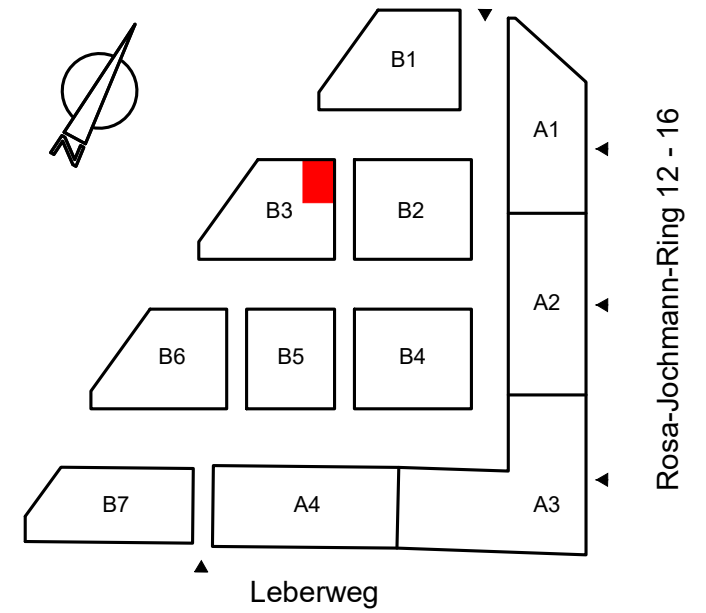 B1
A1
B3
B2
A2
B6
B5
B4
B7
A4
A3
N
Leberweg
Rosa-Jochmann-Ring 12 - 16